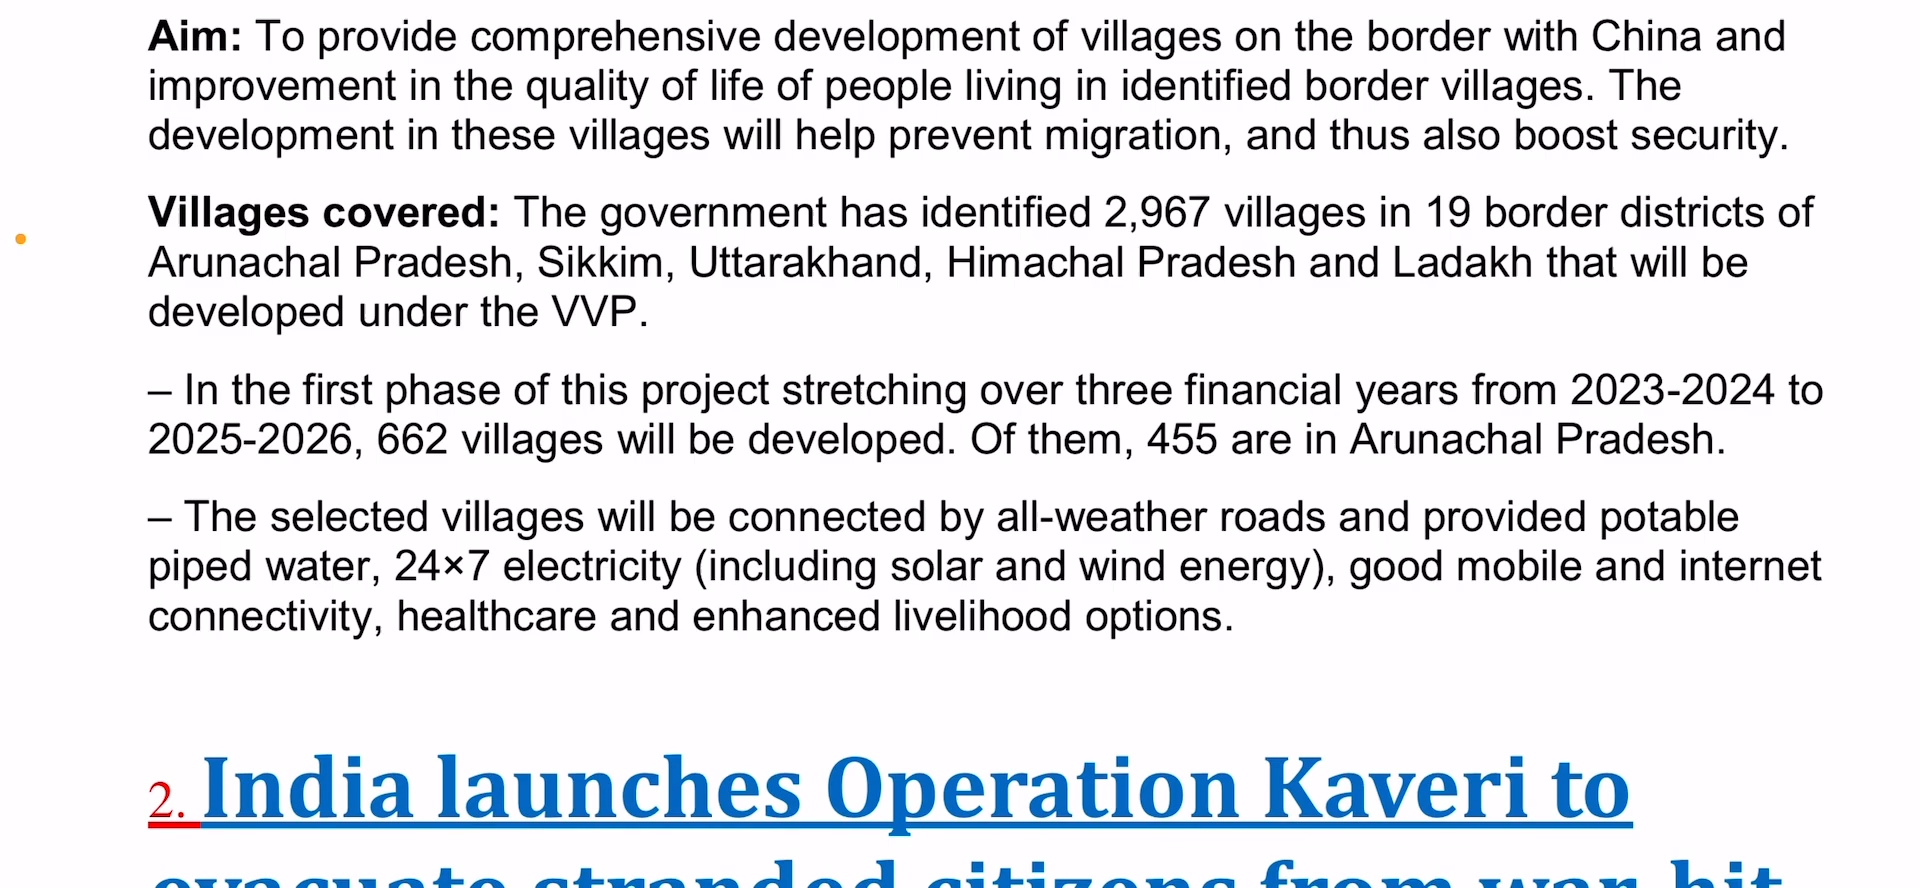 Aim: To provide comprehensive development of villages on the border with China and
improvement in the quality of life of people living in identified border villages. The
development in these villages will help prevent migration, and thus also boost security.
Villages covered: The government has identified 2,967 villages in 19 border districts of
Arunachal Pradesh, Sikkim, Uttarakhand, Himachal Pradesh and Ladakh that will be
developed under the VVP.
– In the first phase of this project stretching over three financial years from 2023-2024 to
2025-2026, 662 villages will be developed. Of them, 455 are in Arunachal Pradesh.
– The selected villages will be connected by all-weather roads and provided potable
piped water, 24×7 electricity (including solar and wind energy), good mobile and internet
connectivity, healthcare and enhanced livelihood options.
2. India launches Operation Kaveri to
evacuate stranded citizens from war-hit